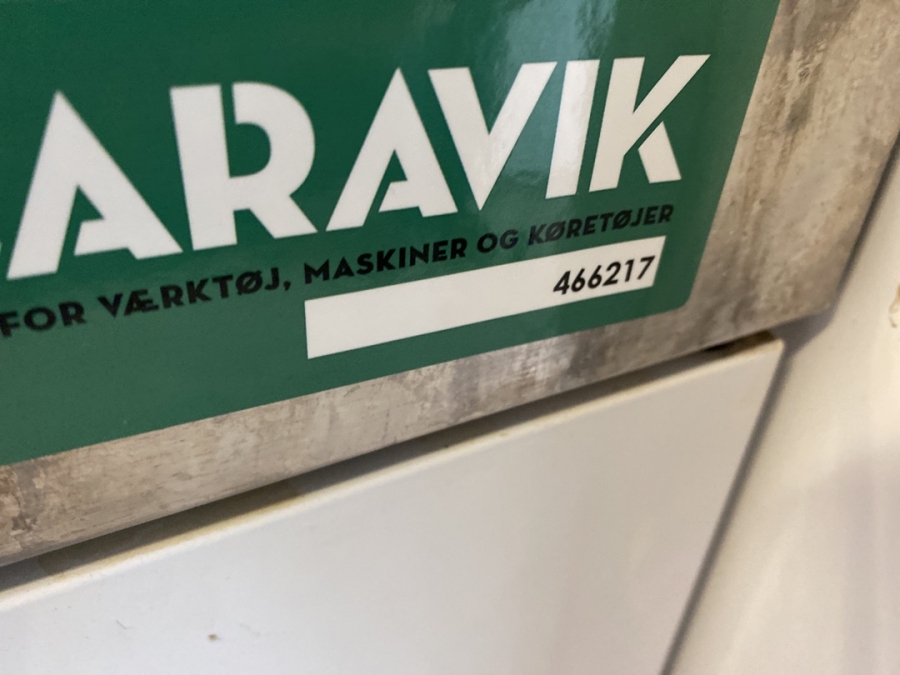 ARAVIK
FOR VÆRKTØJ, MASKINER OG KØRETØJER
466217